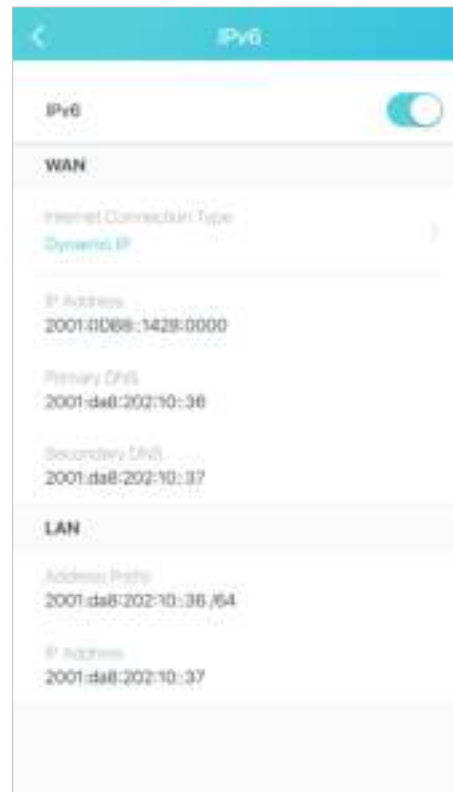 IPv6
IPv6
WAN
Internet Connection Type
Dynamic IP
IP Address
2001:0DB8::1428:0000
Primary DNS
2001:da8:202:10::36
Secondary DNS
2001:da8:202:10::37
LAN
Address Prefix
2001:da8:202:10::36 /64
IP Address
2001:da8:202:10::37